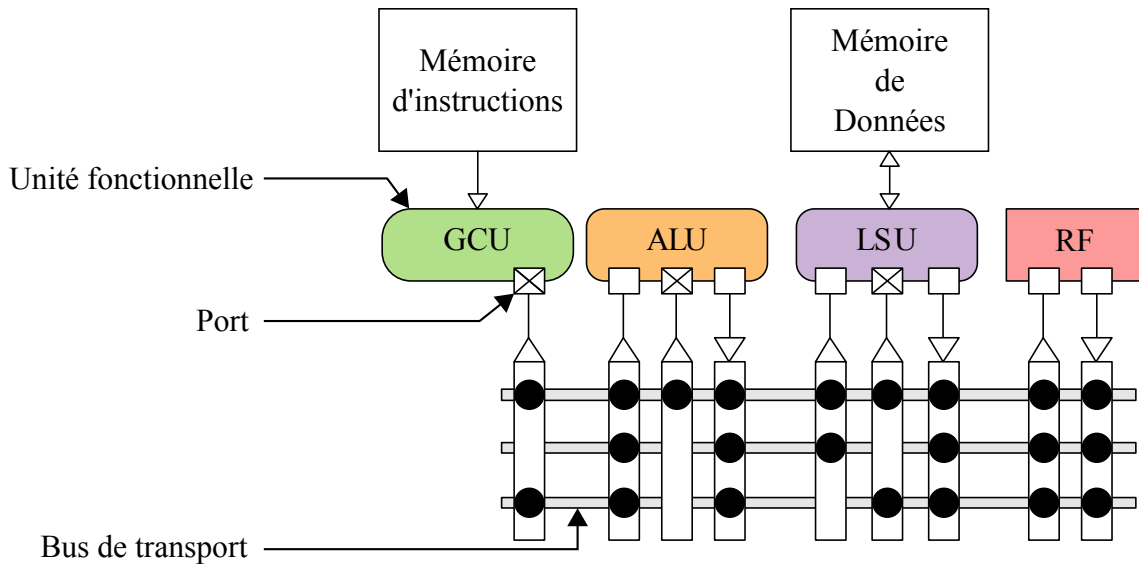 Mémoire
d'instructions
Mémoire
de
Données
Unité fonctionnelle
GCU
ALU
LSU
RF
Port
Bus de transport